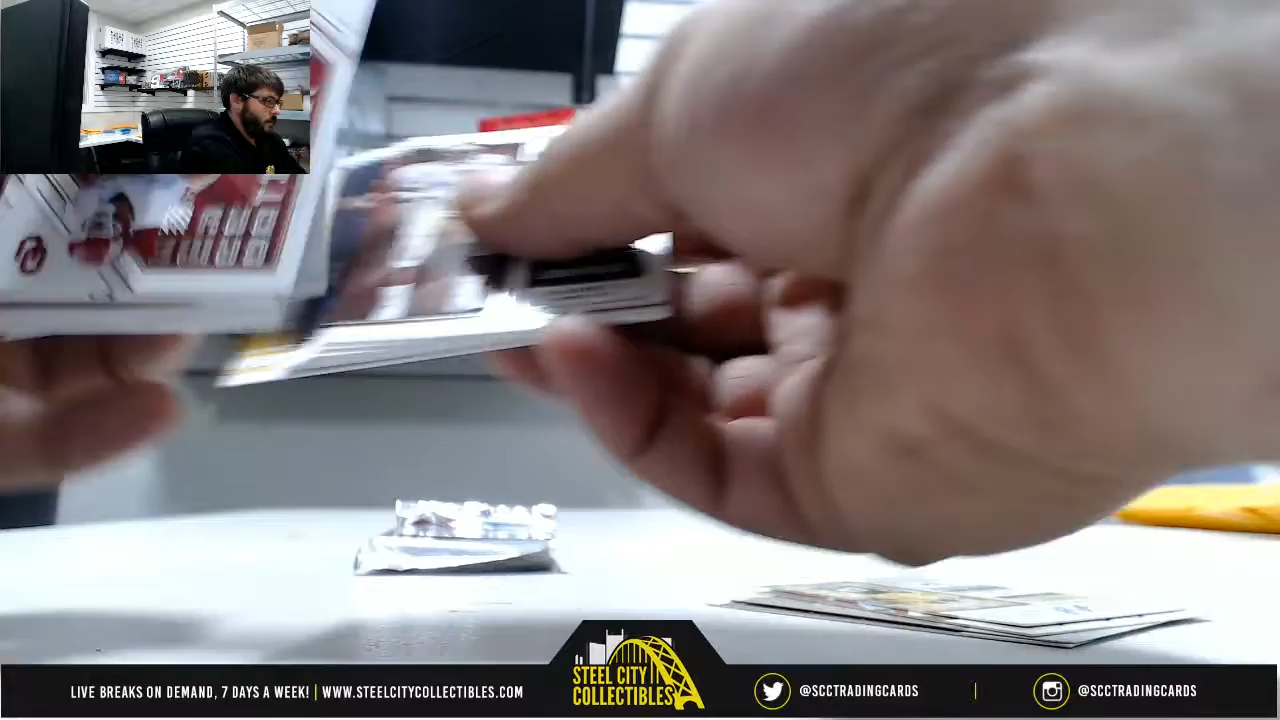 LIVE BREAKS ON DEMAND, 7 DAYS A WEEK! | WWW.STEELCITYCOLLECTIBLES.COM
STEEL CITY
COLLECTIBLES
@SCCTRADINGCARDS
@SCCTRADINGCARDS